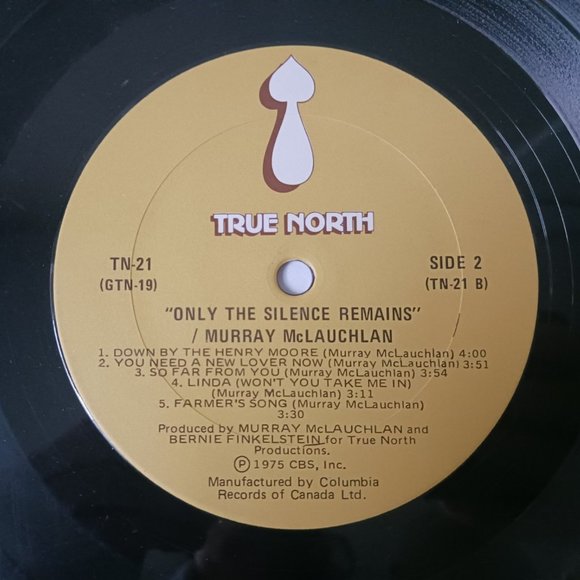 TRUE NORTH
TN-21
(GTN-19)
SIDE 2
(TN-21 B)
"ONLY THE SILENCE REMAINS"
/ MURRAY McLAUCHLAN
1. DOWN BY THE HENRY MOORE (Murray McLauchlan) 4:00
2. YOU NEED A NEW LOVER NOW (Murray McLauchlan) 3:51
3. SO FAR FROM YOU (Murray McLauchlan) 3:54
4. LINDA (WON'T YOU TAKE ME IN)
(Murray McLauchlan) 3:11
5. FARMER'S SONG (Murray McLauchlan)
3:30
Produced by MURRAY McLAUCHLAN and
BERNIE FINKELSTEIN for True North
Productions.
Ⓟ 1975 CBS, Inc.
Manufactured by Columbia
Records of Canada Ltd.